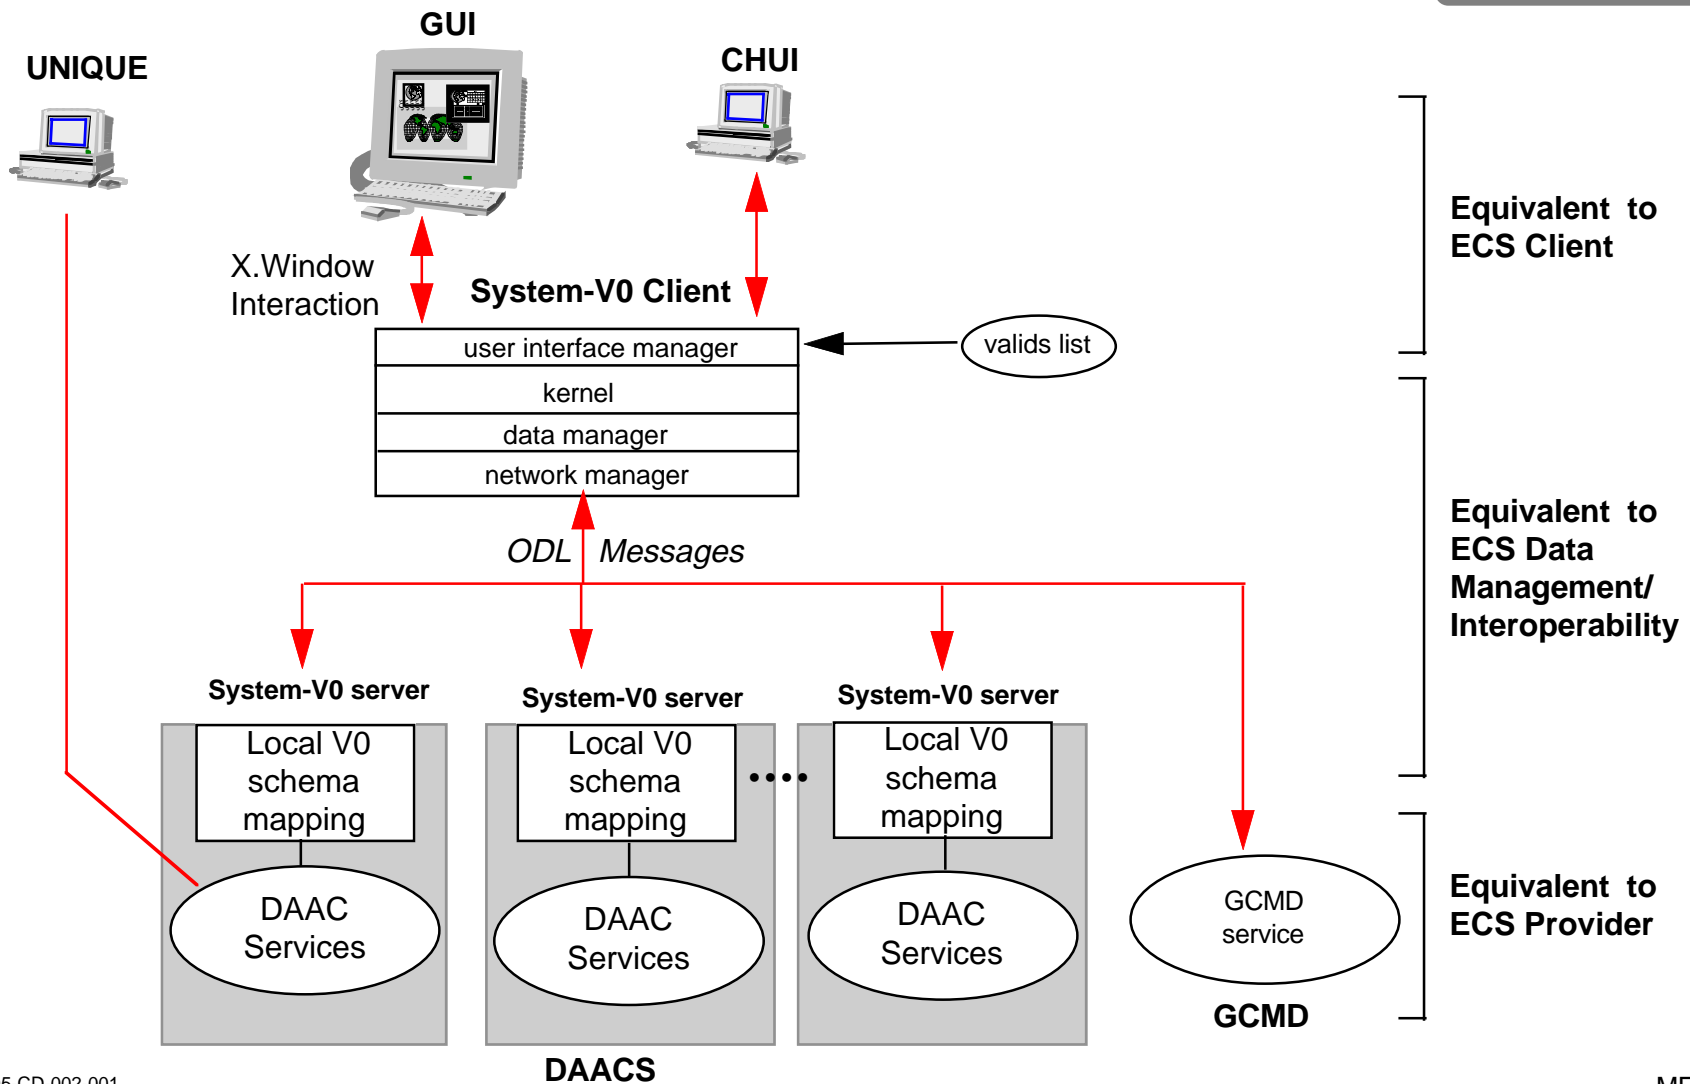 GUI
UNIQUE
CHUI
Equivalent to
ECS Client
X.Window
Interaction
System-V0 Client
user interface manager
valids list
kernel
data manager
network manager
ODL Messages
Equivalent to
ECS Data
Management/
Interoperability
System-V0 server
System-V0 server
System-V0 server
Local V0
schema
mapping
Local V0
schema
mapping
....
Local V0
schema
mapping
DAAC
Services
DAAC
Services
DAAC
Services
GCMD
service
Equivalent to
ECS Provider
GCMD
DAACS